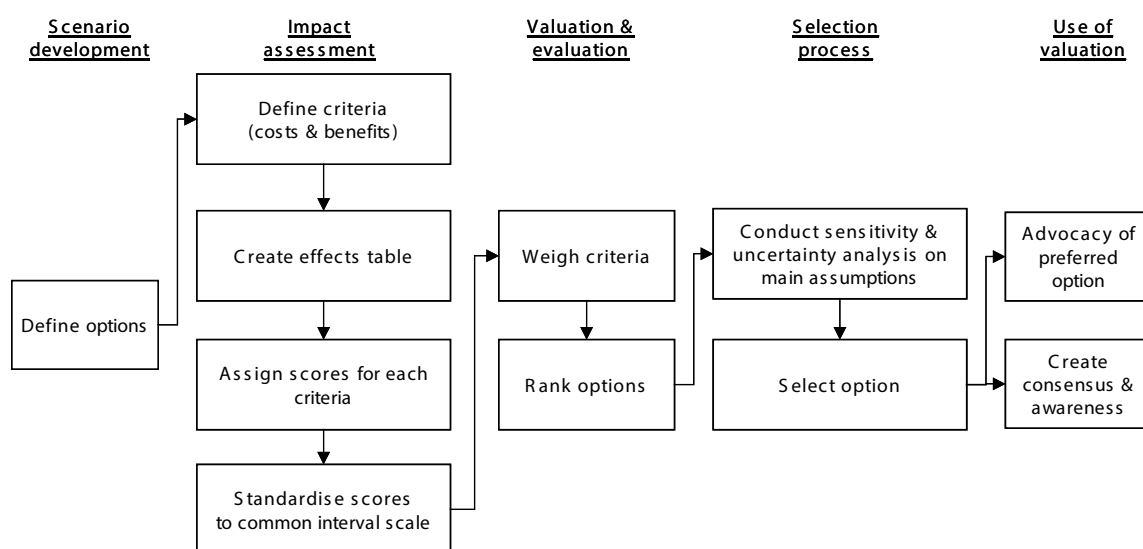 Scenario
development
Impact
assessment
Valuation &
evaluation
Selection
process
Use of
valuation
Define options
Define criteria
(costs & benefits)
Create effects table
Assign scores for each
criteria
Standardise scores
to common interval scale
Weigh criteria
Rank options
Conduct sensitivity &
uncertainty analysis on
main assumptions
Select option
Advocacy of
preferred
option
Create
consensus &
awareness